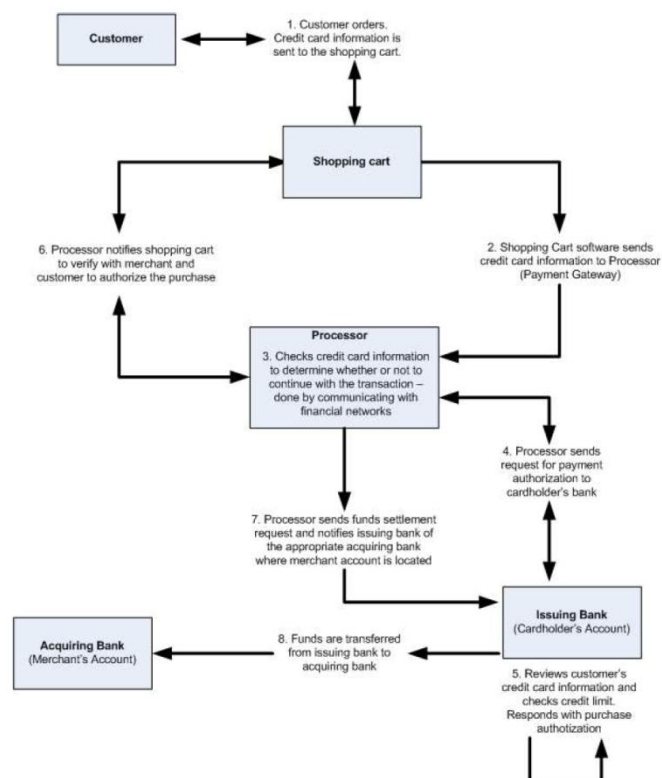 Customer
1. Customer orders.
Credit card information is
sent to the shopping cart.
Shopping cart
6. Processor notifies shopping cart
to verify with merchant and
customer to authorize the purchase
2. Shopping Cart software sends
credit card information to Processor
(Payment Gateway)
Processor
3. Checks credit card information
to determine whether or not to
continue with the transaction –
done by communicating with
financial networks
4. Processor sends
request for payment
authorization to
cardholder's bank
7. Processor sends funds settlement
request and notifies issuing bank of
the appropriate acquiring bank
where merchant account is located
Issuing Bank
(Cardholder's Account)
Acquiring Bank
(Merchant's Account)
8. Funds are transferred
from issuing bank to
acquiring bank
5. Reviews customer's
credit card information and
checks credit limit.
Responds with purchase
authotization